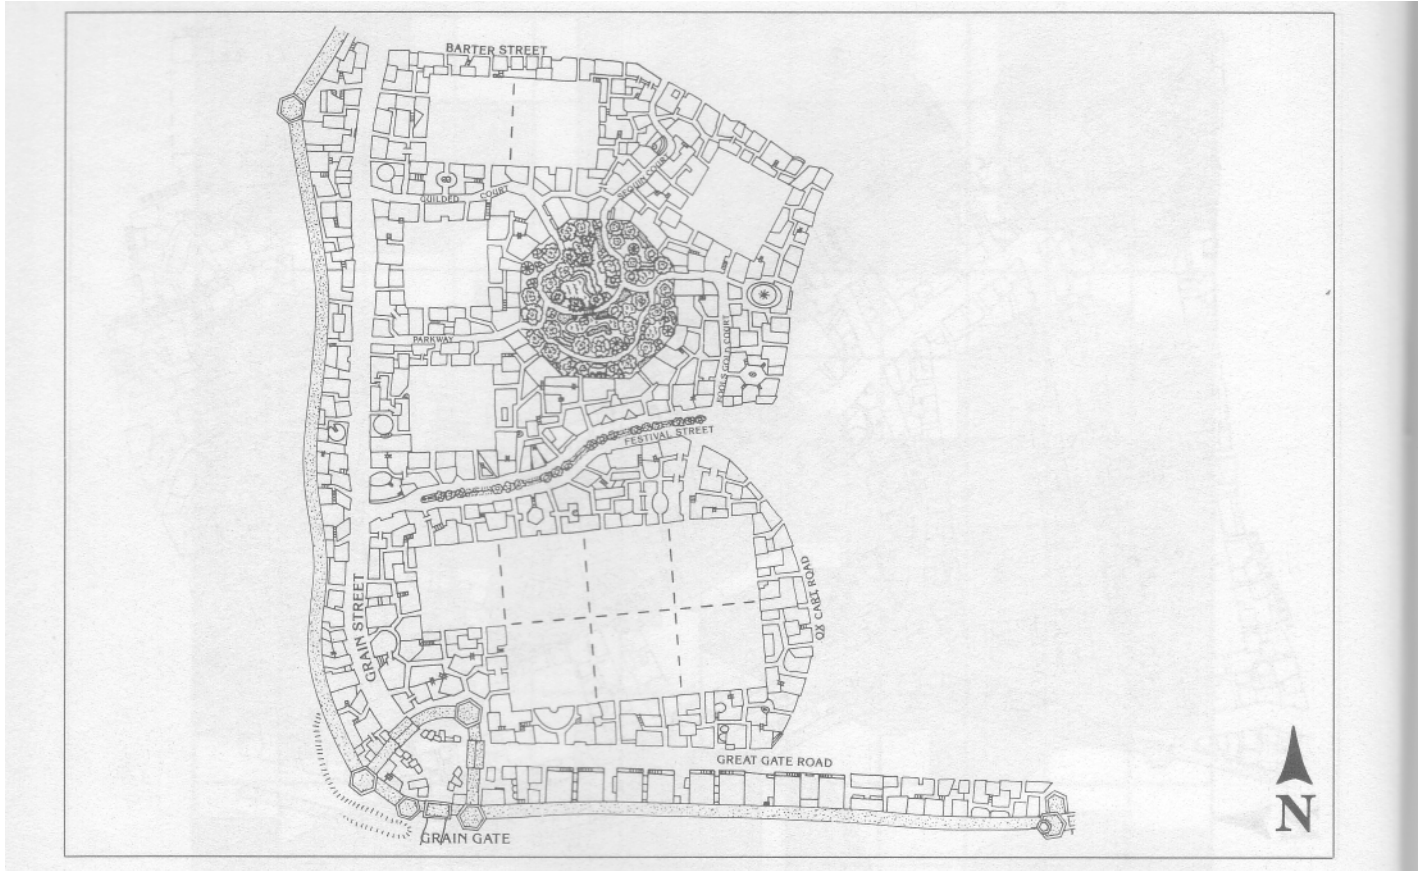 BARTER STREET
SEQUIN COURT
GUILDED COURT
PARKWAY
FOOLS GOLD COURT
FESTIVAL STREET
OX CART ROAD
GRAIN STREET
GREAT GATE ROAD
GRAIN GATE
N